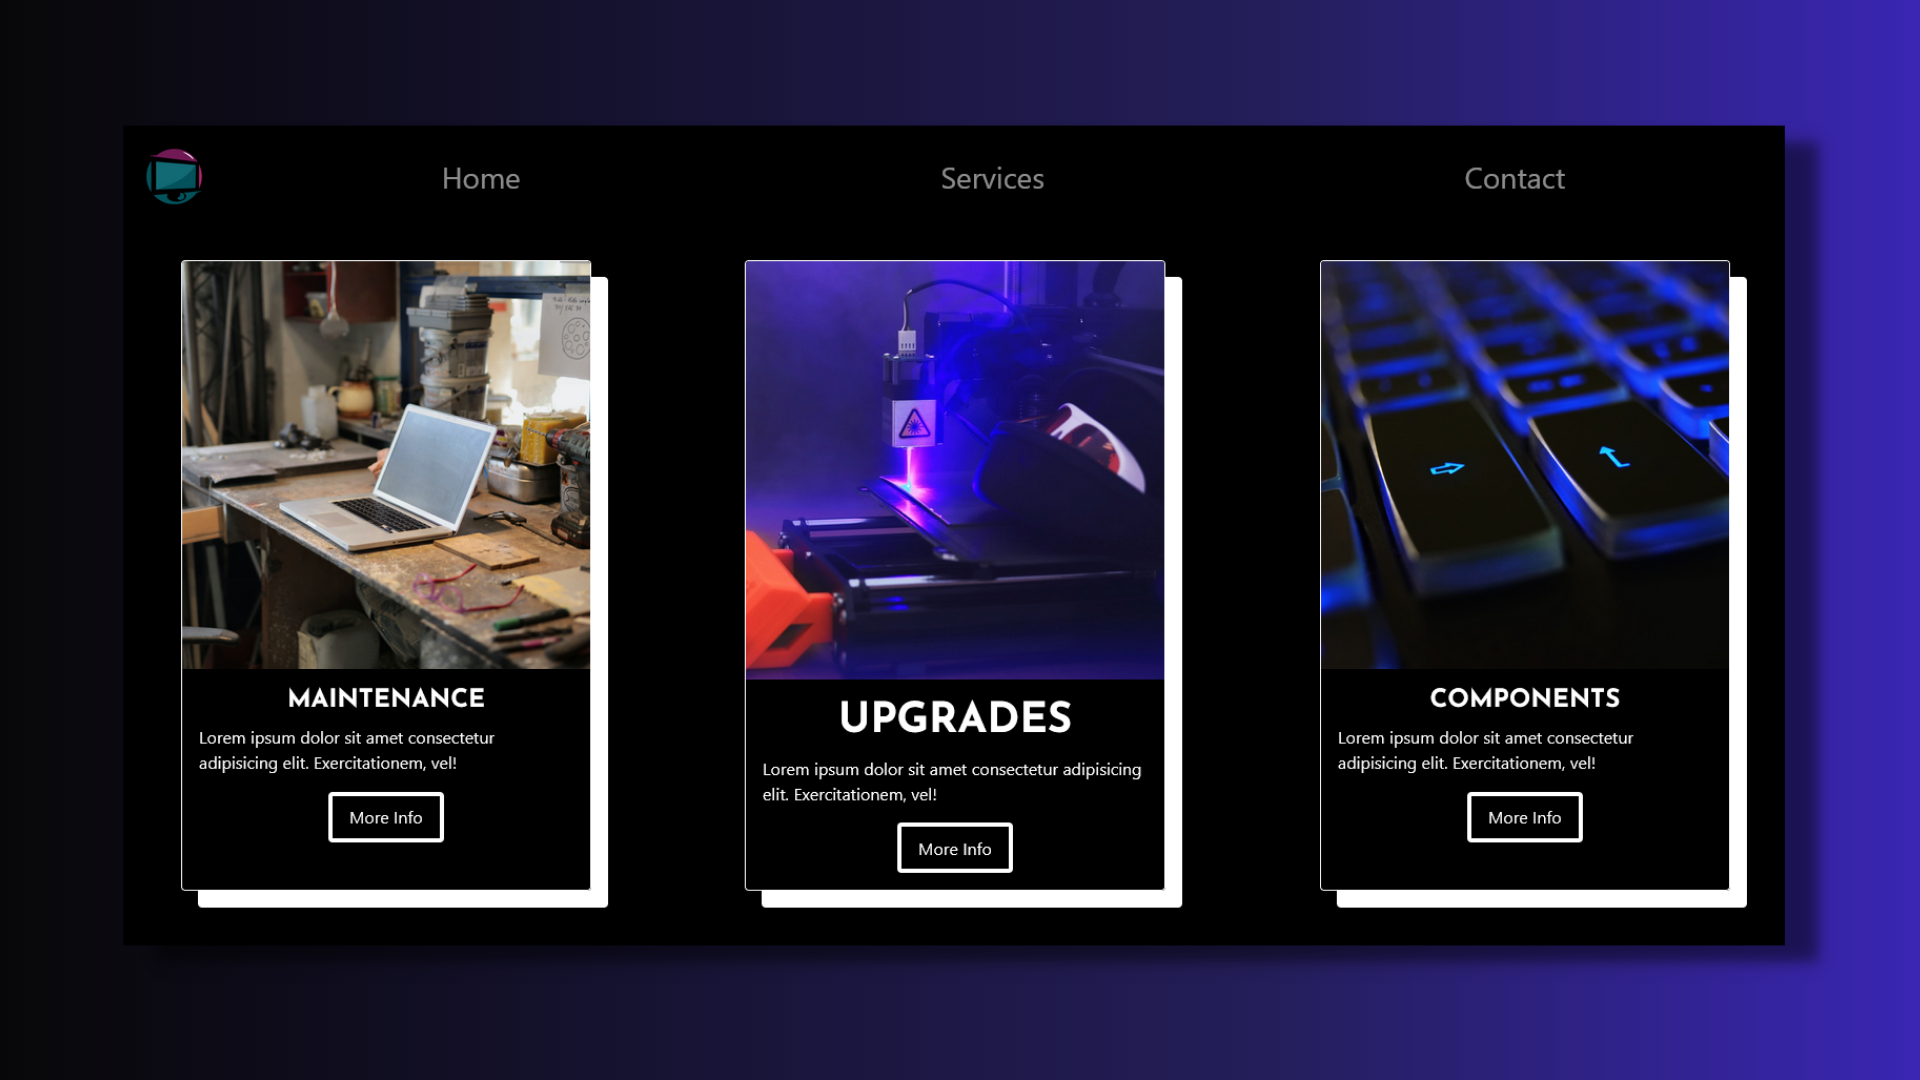 Home
Services
Contact
MAINTENANCE
Lorem ipsum dolor sit amet consectetur
adipisicing elit. Exercitationem, vel!
More Info
UPGRADES
Lorem ipsum dolor sit amet consectetur adipisicing
elit. Exercitationem, vel!
More Info
COMPONENTS
Lorem ipsum dolor sit amet consectetur
adipisicing elit. Exercitationem, vel!
More Info